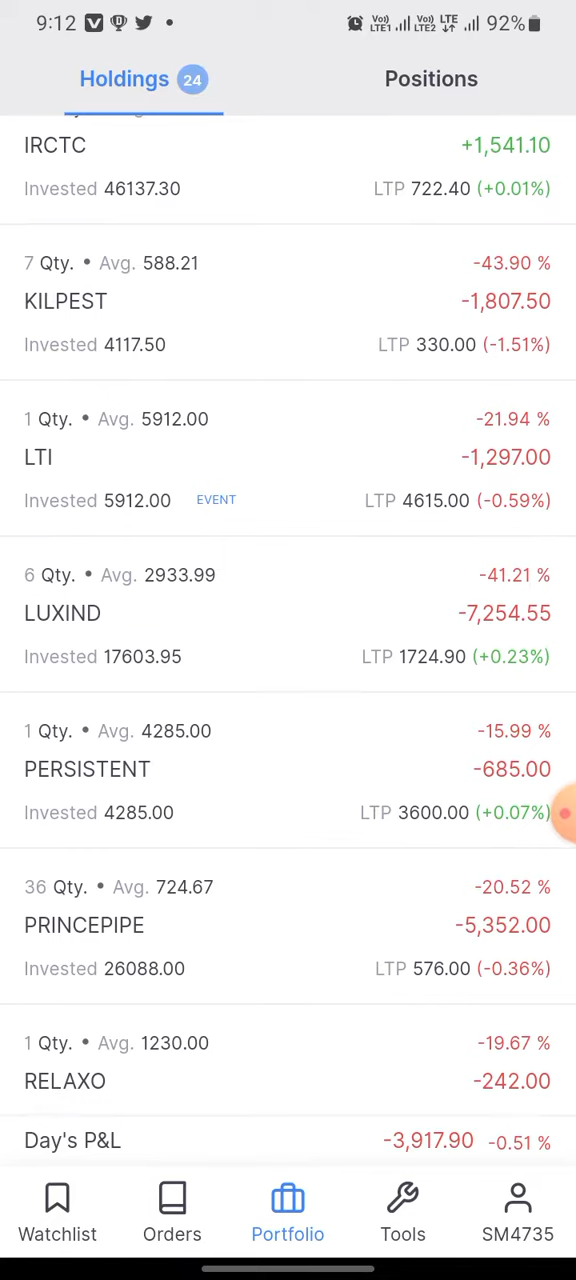 9:12 Vo) LTE1 Vo) LTE2 LTE 92%
Holdings 24 Positions
IRCTC +1,541.10
Invested 46137.30 LTP 722.40 (+0.01%)
7 Qty. • Avg. 588.21 -43.90 %
KILPEST -1,807.50
Invested 4117.50 LTP 330.00 (-1.51%)
1 Qty. • Avg. 5912.00 -21.94 %
LTI -1,297.00
Invested 5912.00 EVENT LTP 4615.00 (-0.59%)
6 Qty. • Avg. 2933.99 -41.21 %
LUXIND -7,254.55
Invested 17603.95 LTP 1724.90 (+0.23%)
1 Qty. • Avg. 4285.00 -15.99 %
PERSISTENT -685.00
Invested 4285.00 LTP 3600.00 (+0.07%)
36 Qty. • Avg. 724.67 -20.52 %
PRINCEPIPE -5,352.00
Invested 26088.00 LTP 576.00 (-0.36%)
1 Qty. • Avg. 1230.00 -19.67 %
RELAXO -242.00
Day's P&L -3,917.90 -0.51 %
Watchlist Orders Portfolio Tools SM4735